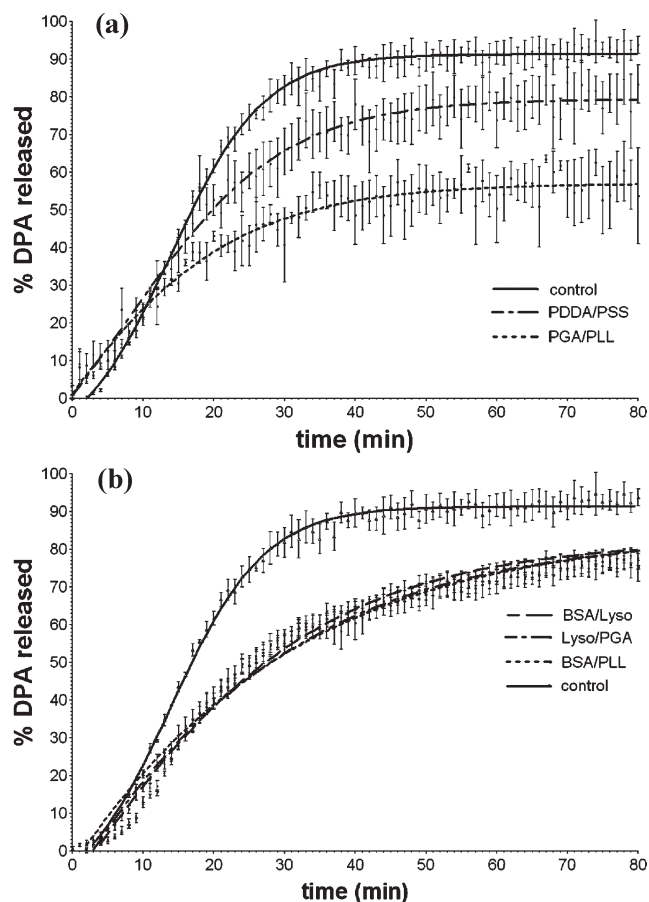 (a)
100
90
80
70
60
50
40
30
20
10
0
% DPA released
control
PDDA/PSS
PGA/PLL
0 10 20 30 40 50 60 70 80
time (min)
(b)
100
90
80
70
60
50
40
30
20
10
0
% DPA released
BSA/Lyso
Lyso/PGA
BSA/PLL
control
0 10 20 30 40 50 60 70 80
time (min)